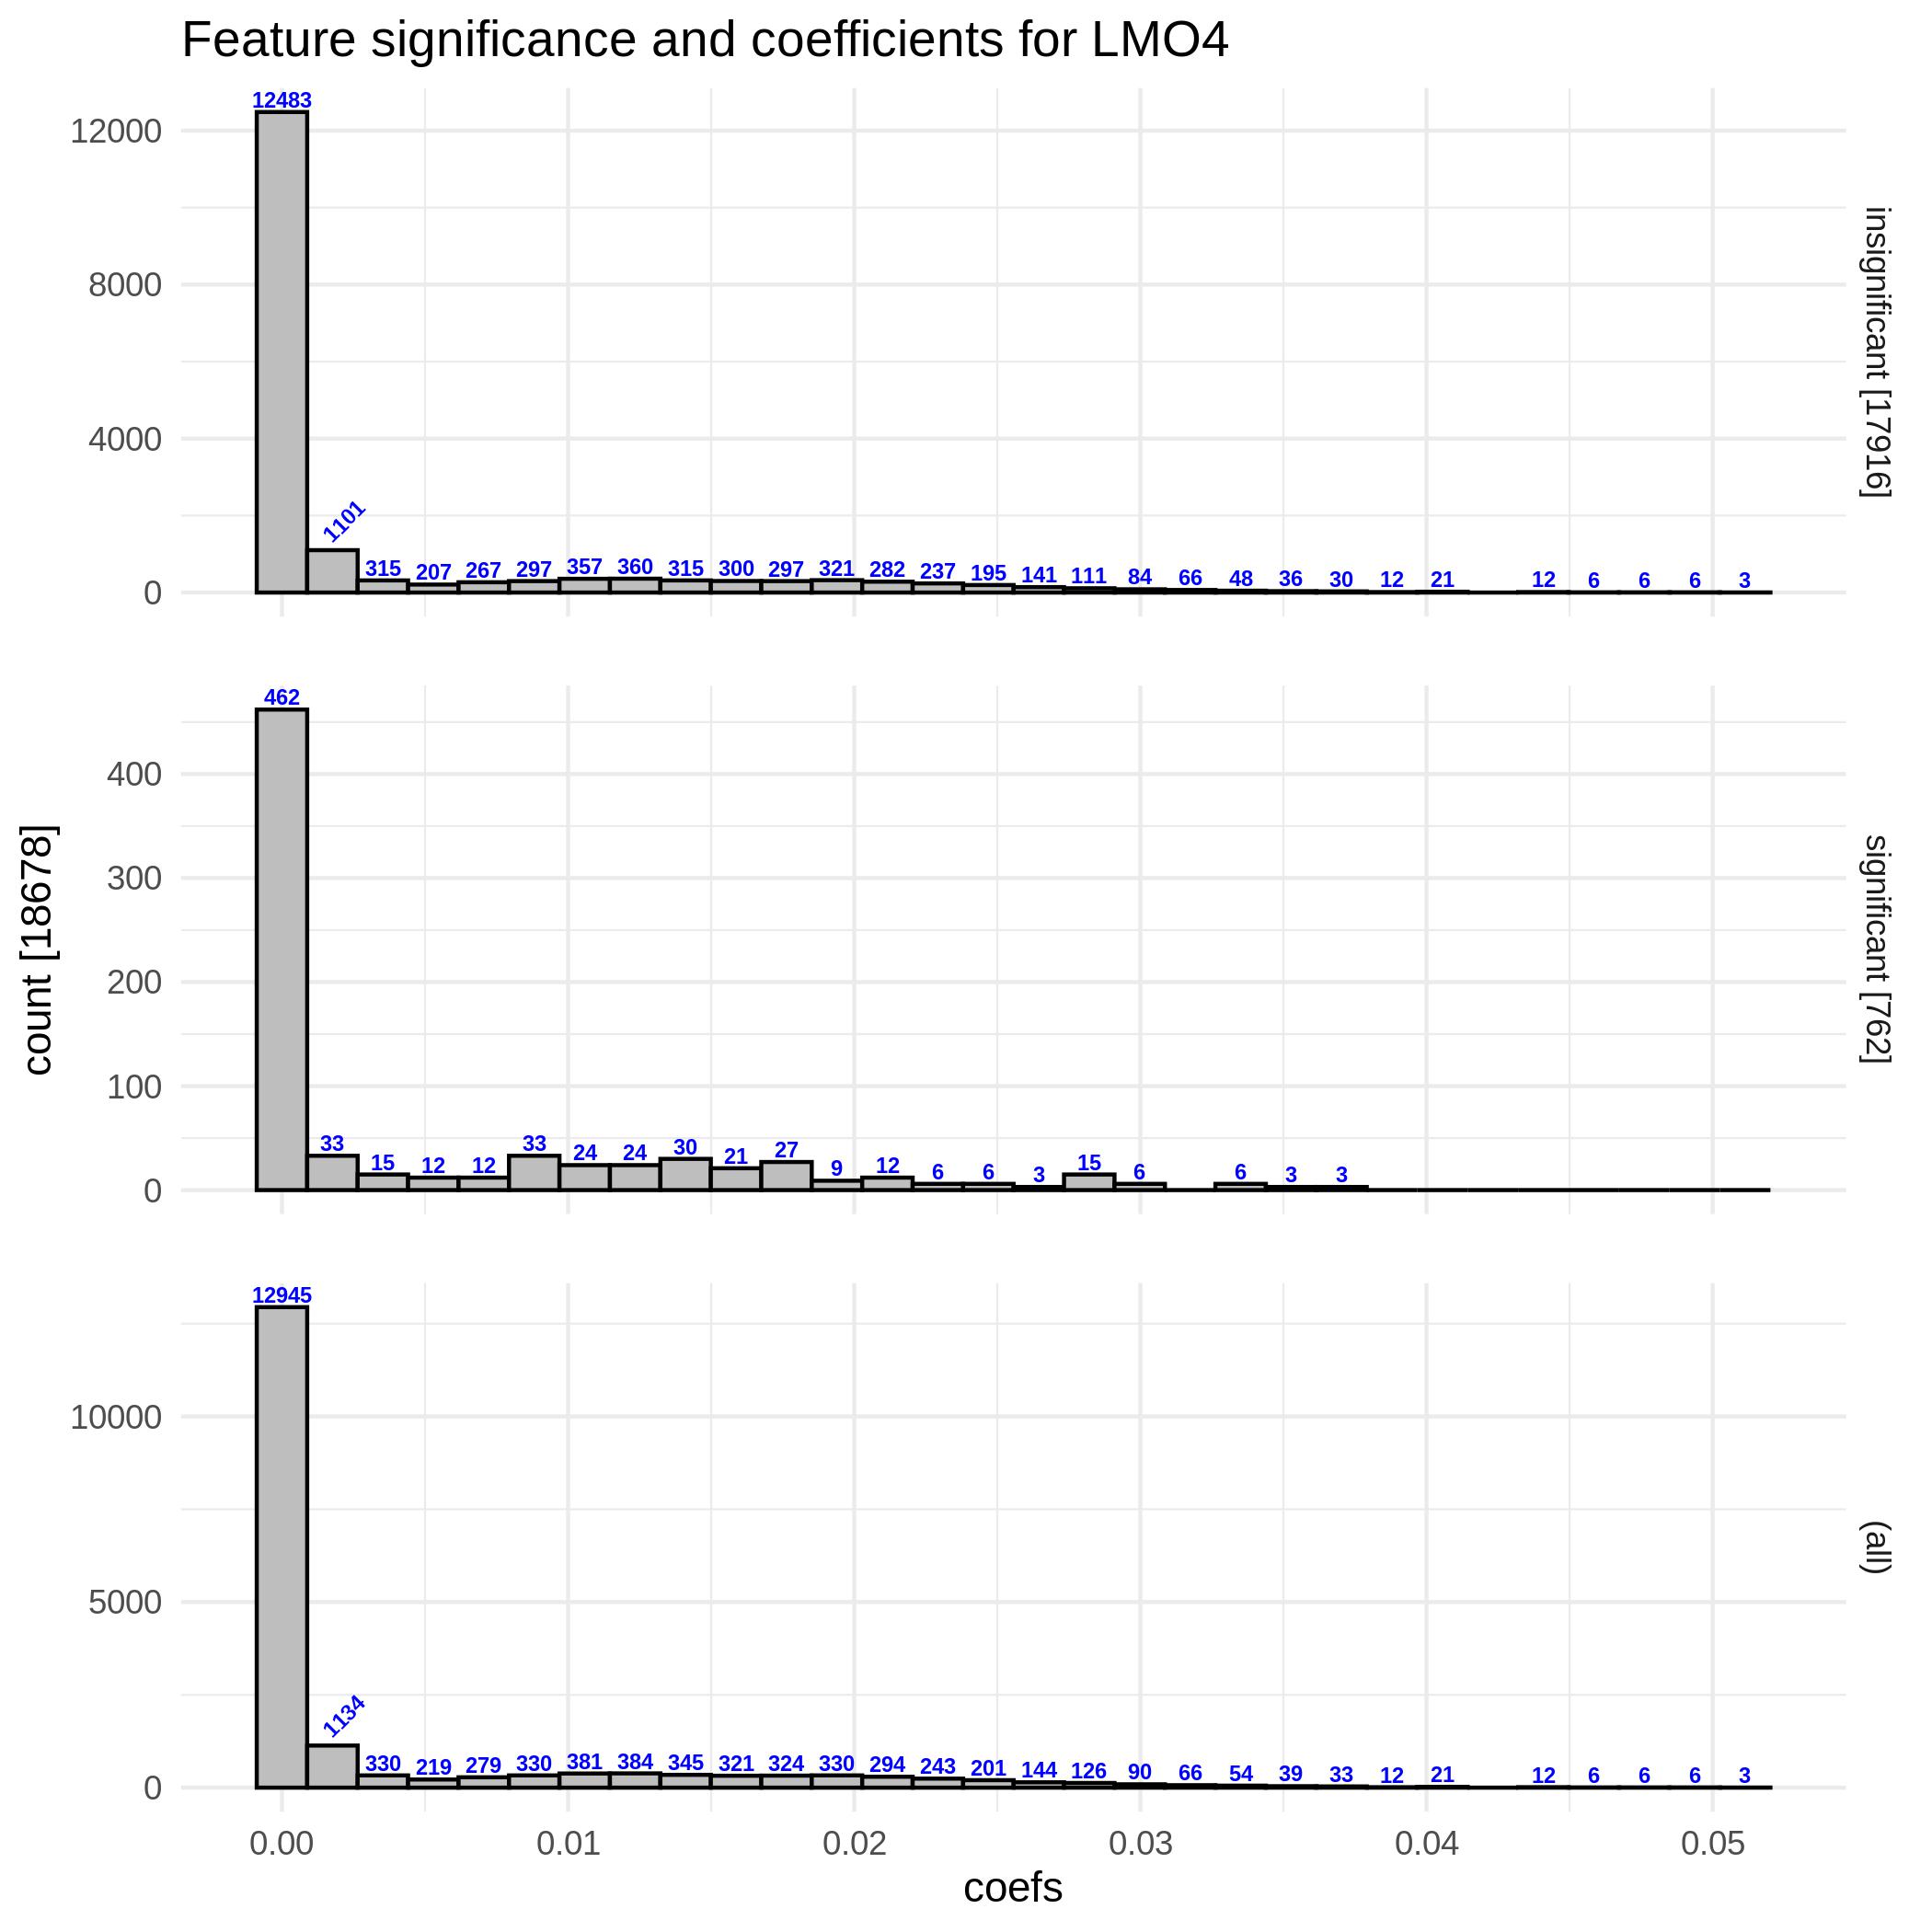 Feature significance and coefficients for LMO4
12483
12000
8000
4000
0
1101
315 207 267 297 357 360 315 300 297 321 282 237 195 141 111 84 66 48 36 30 12 21 12 6 6 6 3
insignificant [17916]
462
400
300
200
100
0
33 15 12 12 33 24 24 30 21 27 9 12 6 6 3 15 6 6 3 3
significant [762]
count [18678]
12945
10000
5000
0
1134
330 219 279 330 381 384 345 321 324 330 294 243 201 144 126 90 66 54 39 33 12 21 12 6 6 6 3
(all)
0.00 0.01 0.02 0.03 0.04 0.05
coefs